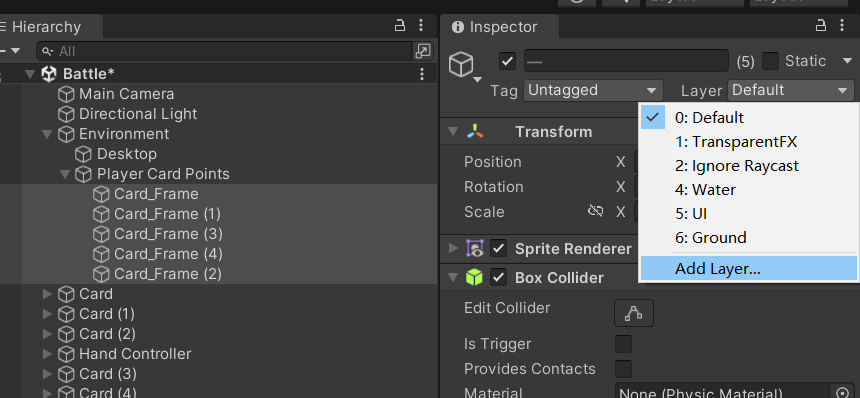 Hierarchy
All
Battle*
Main Camera
Directional Light
Environment
Desktop
Player Card Points
Card_Frame
Card_Frame (1)
Card_Frame (3)
Card_Frame (4)
Card_Frame (2)
Card
Card (1)
Card (2)
Hand Controller
Card (3)
Card (4)
Inspector
— (5) Static
Tag Untagged Layer Default
0: Default
1: TransparentFX
2: Ignore Raycast
4: Water
5: UI
6: Ground
Add Layer...
Transform
Position X
Rotation X
Scale X
Sprite Renderer
Box Collider
Edit Collider
Is Trigger
Provides Contacts
Material None (Physic Material)